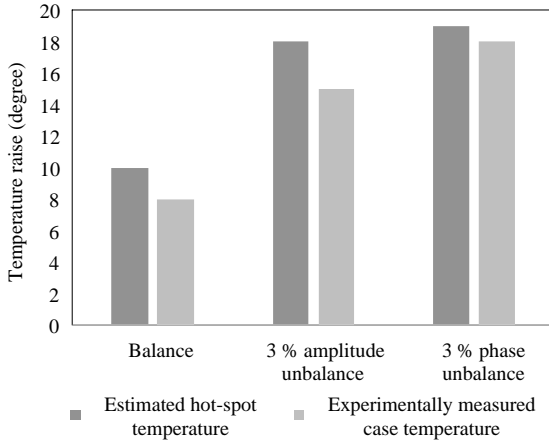 Temperature raise (degree)
20
18
16
14
12
10
8
6
4
2
0
Balance
3 % amplitude
unbalance
3 % phase
unbalance
Estimated hot-spot
temperature
Experimentally measured
case temperature